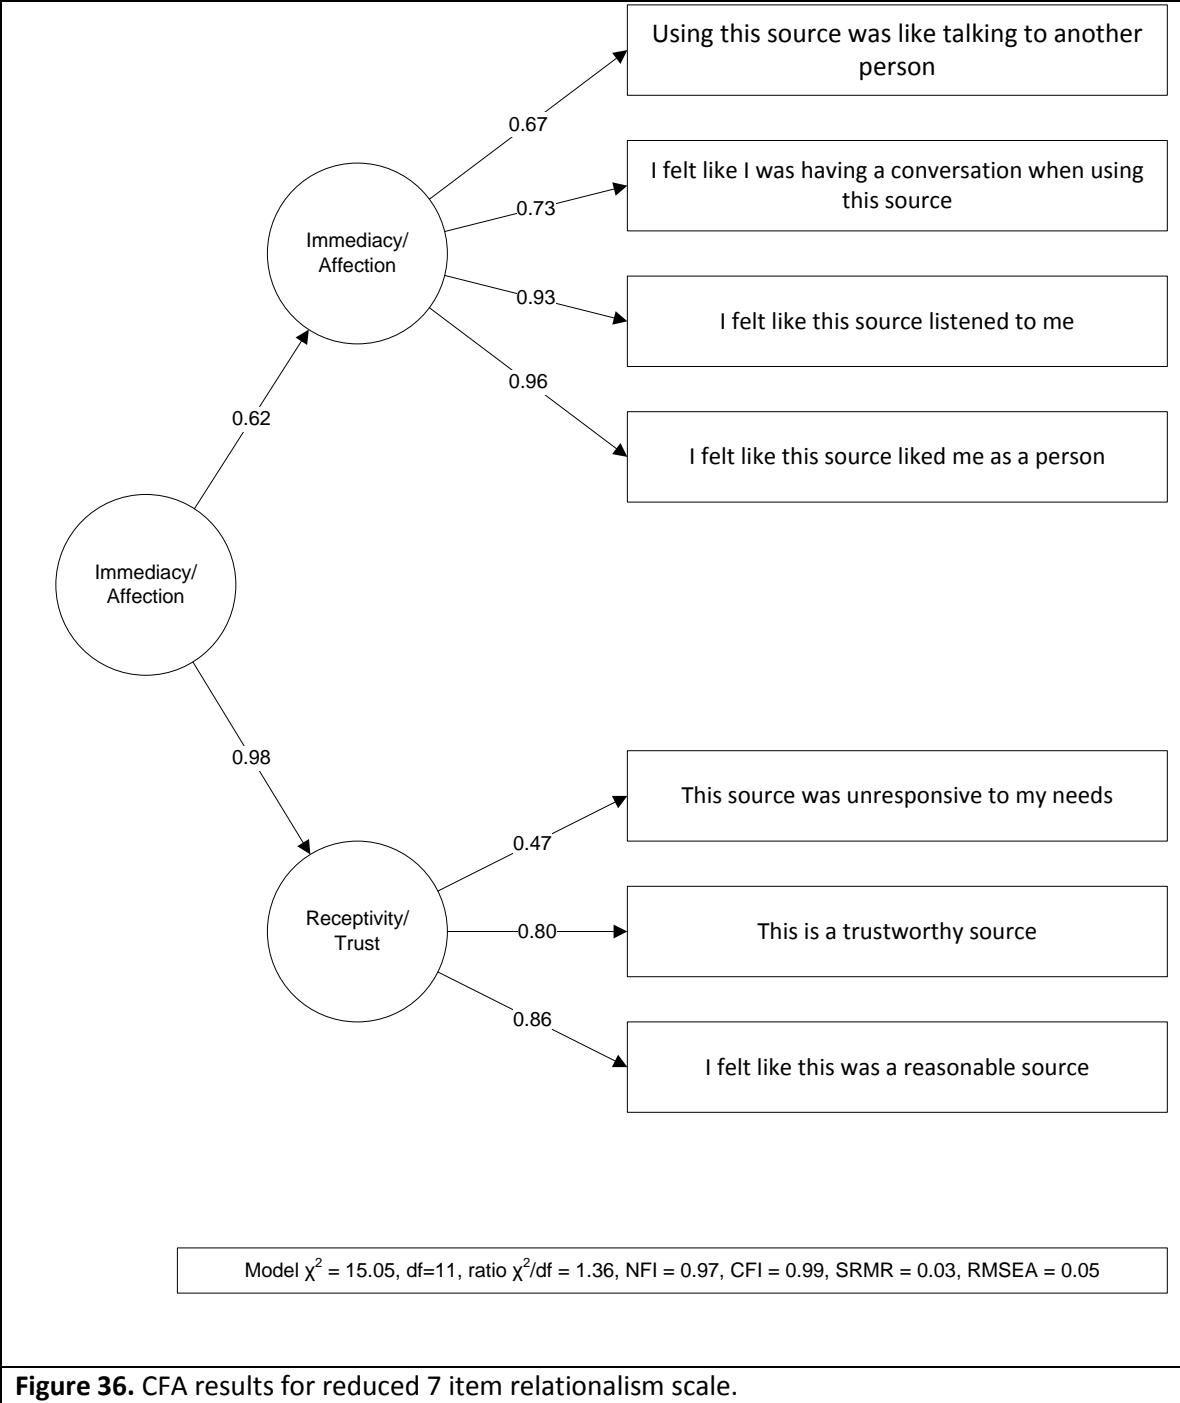 Using this source was like talking to another
person
0.67
I felt like I was having a conversation when using
this source
0.73
Immediacy/
Affection
0.93
I felt like this source listened to me
0.96
I felt like this source liked me as a person
0.62
Immediacy/
Affection
0.98
This source was unresponsive to my needs
0.47
Receptivity/
Trust
0.80
This is a trustworthy source
0.86
I felt like this was a reasonable source
Model χ² = 15.05, df=11, ratio χ²/df = 1.36, NFI = 0.97, CFI = 0.99, SRMR = 0.03, RMSEA = 0.05
Figure 36. CFA results for reduced 7 item relationalism scale.